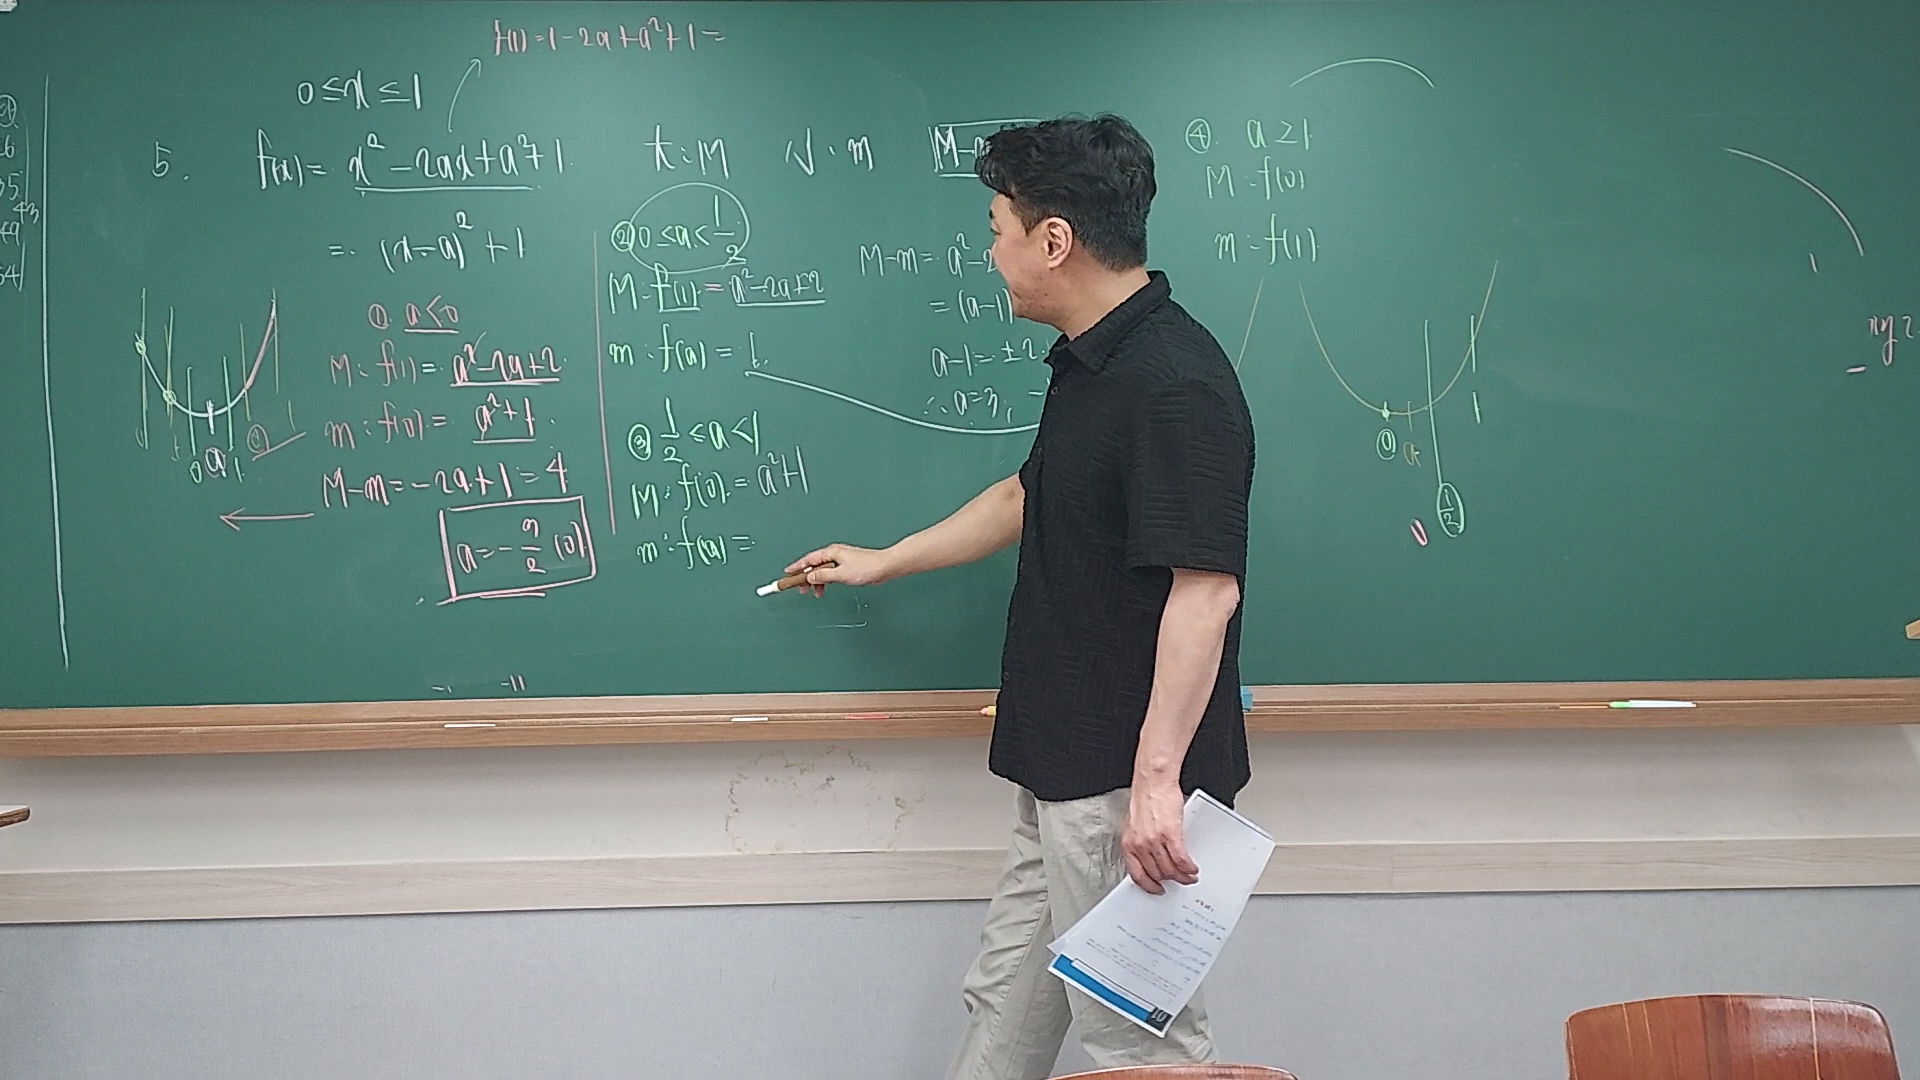 f(1) = 1 - 2a + a² + 1 =
0 ≤ x ≤ 1
5. f(x) = x² - 2ax + a² + 1
= (x - a)² + 1
① a < 0
M : f(1) = a² - 2a + 2
m : f(0) = a² + 1
M - m = -2a + 1 = 4
a = -3/2 (O)
0 a 1
M
m
② 0 ≤ a < 1/2
M : f(1) = a² - 2a + 2
m : f(a) = 1
③ 1/2 ≤ a < 1
M : f(0) = a² + 1
m : f(a) =
M - m = a² - 2
= (a - 1)
a - 1 = ± 2
∴ a = 3, -
④ a ≥ 1
M : f(0)
m : f(1)
0 a 1
1/2